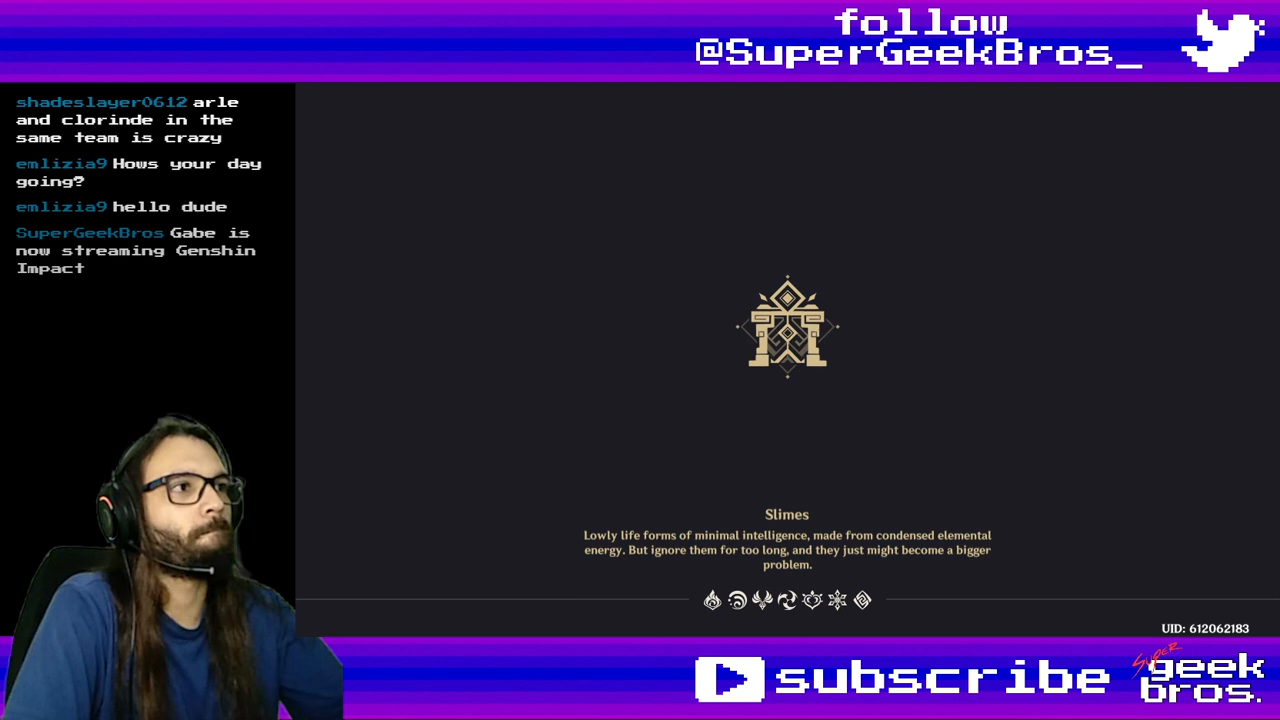 follow
@SuperGeekBros_
shadeslayer0612 arle
and clorinde in the
same team is crazy
emlizia9 Hows your day
going?
emlizia9 hello dude
SuperGeekBros Gabe is
now streaming Genshin
Impact
Slimes
Lowly life forms of minimal intelligence, made from condensed elemental
energy. But ignore them for too long, and they just might become a bigger
problem.
UID: 612062183
subscribe
SUPER
geek
bros.